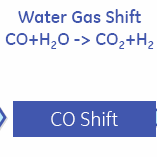 Water Gas Shift
CO+H₂O -> CO₂+H₂
CO Shift